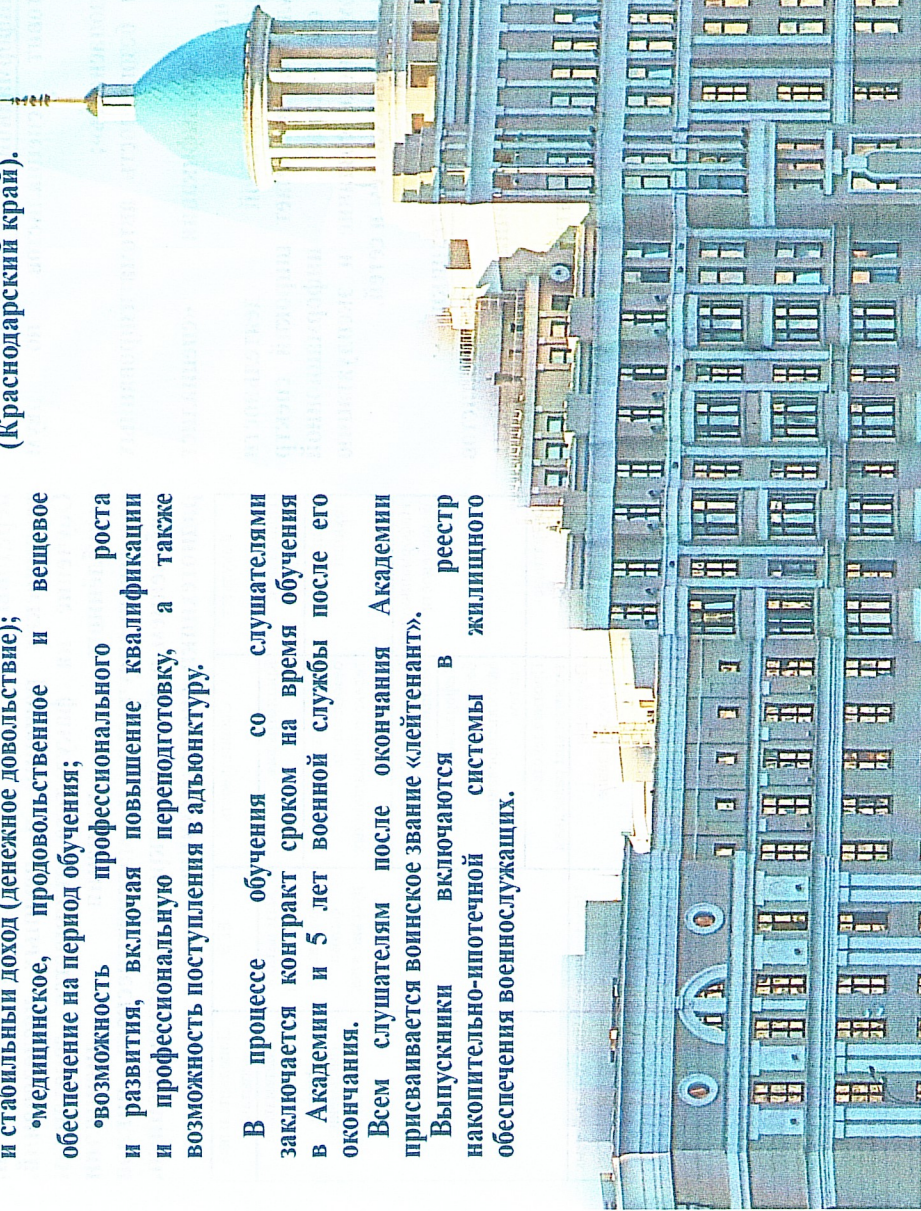 и стабильный доход (денежное довольствие);
•медицинское, продовольственное и вещевое
обеспечение на период обучения;
•возможность профессионального роста
и развития, включая повышение квалификации
и профессиональную переподготовку, а также
возможность поступления в адъюнктуру.
В процессе обучения со слушателями
заключается контракт сроком на время обучения
в Академии и 5 лет военной службы после его
окончания.
Всем слушателям после окончания Академии
присваивается воинское звание «лейтенант».
Выпускники включаются в реестр
накопительно-ипотечной системы жилищного
обеспечения военнослужащих.
(Краснодарский край).